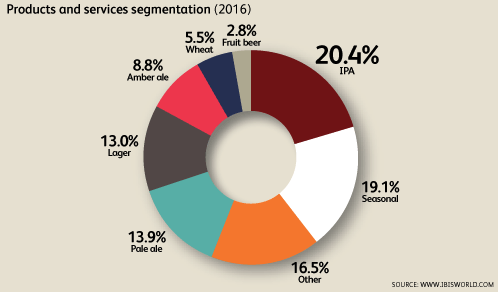 Products and services segmentation (2016)
2.8%
Fruit beer
5.5%
Wheat
20.4%
IPA
8.8%
Amber ale
13.0%
Lager
19.1%
Seasonal
13.9%
Pale ale
16.5%
Other
SOURCE: WWW.IBISWORLD.COM